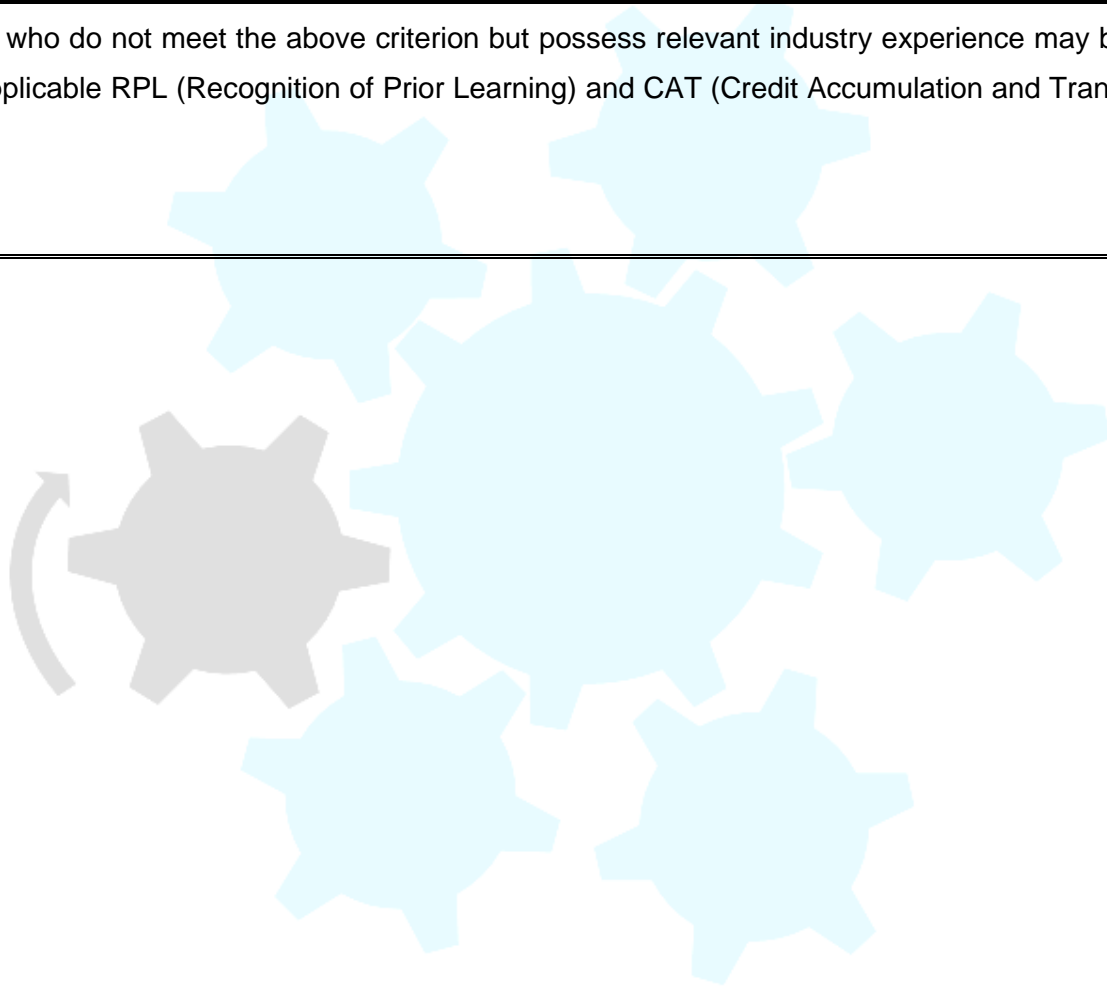 who do not meet the above criterion but possess relevant industry experience may b
plicable RPL (Recognition of Prior Learning) and CAT (Credit Accumulation and Tran